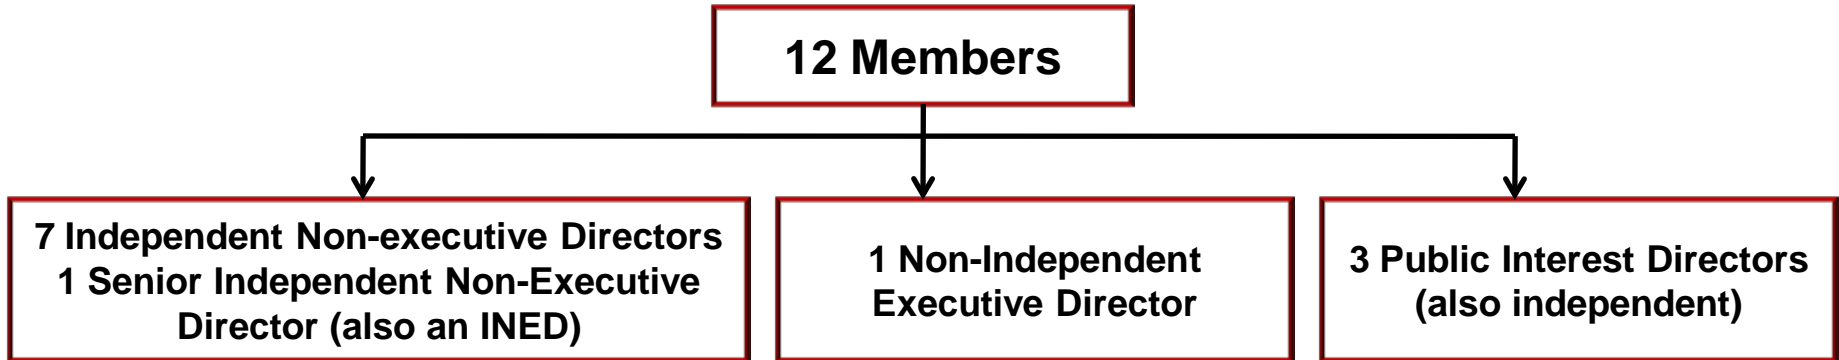 12 Members
7 Independent Non-executive Directors
1 Senior Independent Non-Executive
Director (also an INED)
1 Non-Independent
Executive Director
3 Public Interest Directors
(also independent)